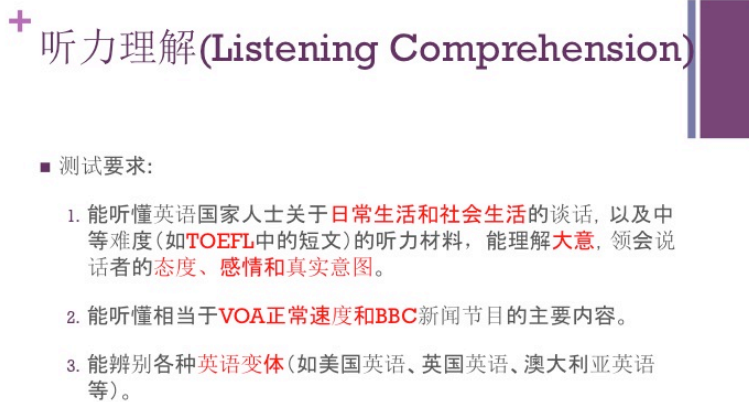 听力理解(Listening Comprehension)
■ 测试要求:
1. 能听懂英语国家人士关于日常生活和社会生活的谈话, 以及中
等难度(如TOEFL中的短文)的听力材料，能理解大意, 领会说
话者的态度、感情和真实意图。
2. 能听懂相当于VOA正常速度和BBC新闻节目的主要内容。
3. 能辨别各种英语变体(如美国英语、英国英语、澳大利亚英语
等)。